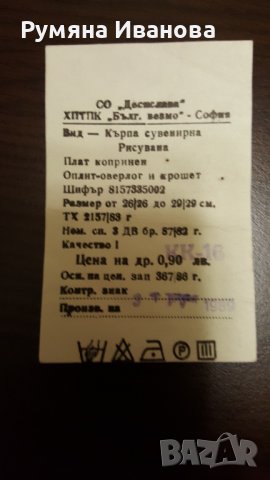 Румяна Иванова
СО „Десислава"
ХПТПК „Бълг. везмо" - София
Вид — Кърпа сувенирна
Рисувана
Плат копринен
Оплит-оверлог и крошет
Шифър 8157335002
Размер от 26|26 до 29|29 см.
ТХ 2157/83 г
Ном. сп. 3 ДВ бр. 87/82 г.
Качество I
КК-16
Цена на др. 0,90 лв.
Осн. на цен. зап 367/86 г.
Контр. знак
Произв. на
P
BAZAR